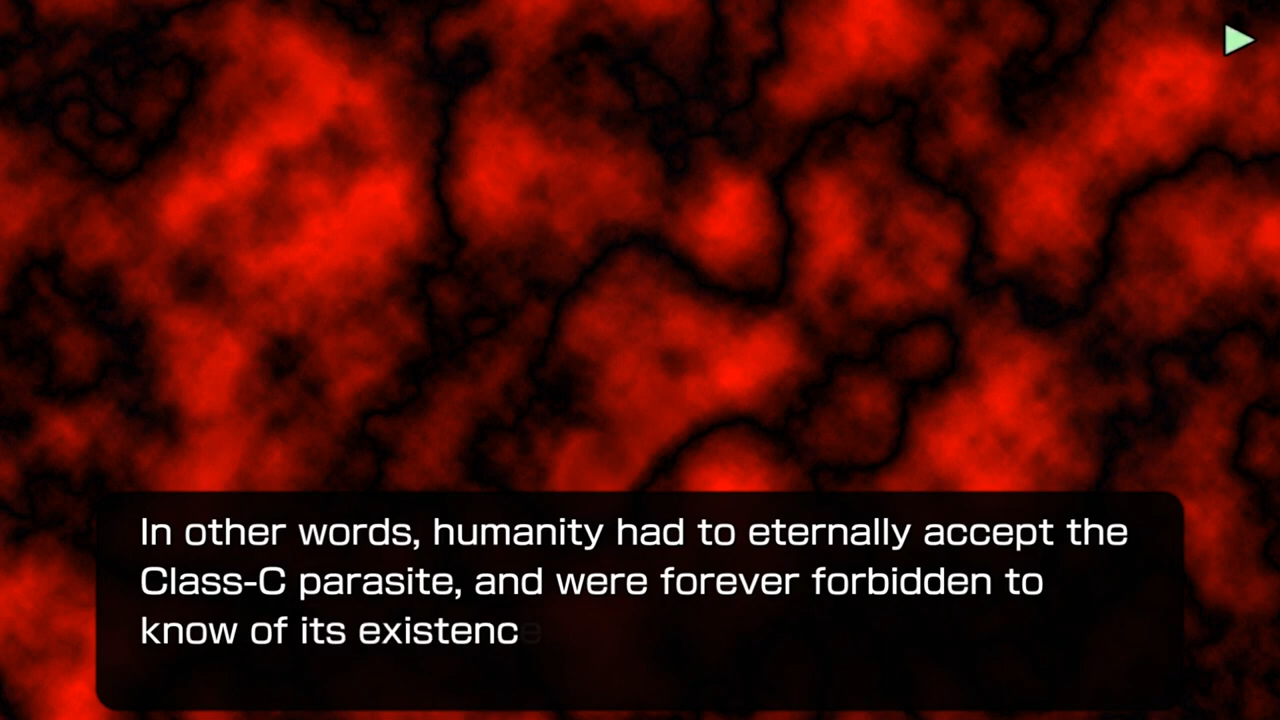 In other words, humanity had to eternally accept the
Class-C parasite, and were forever forbidden to
know of its existence